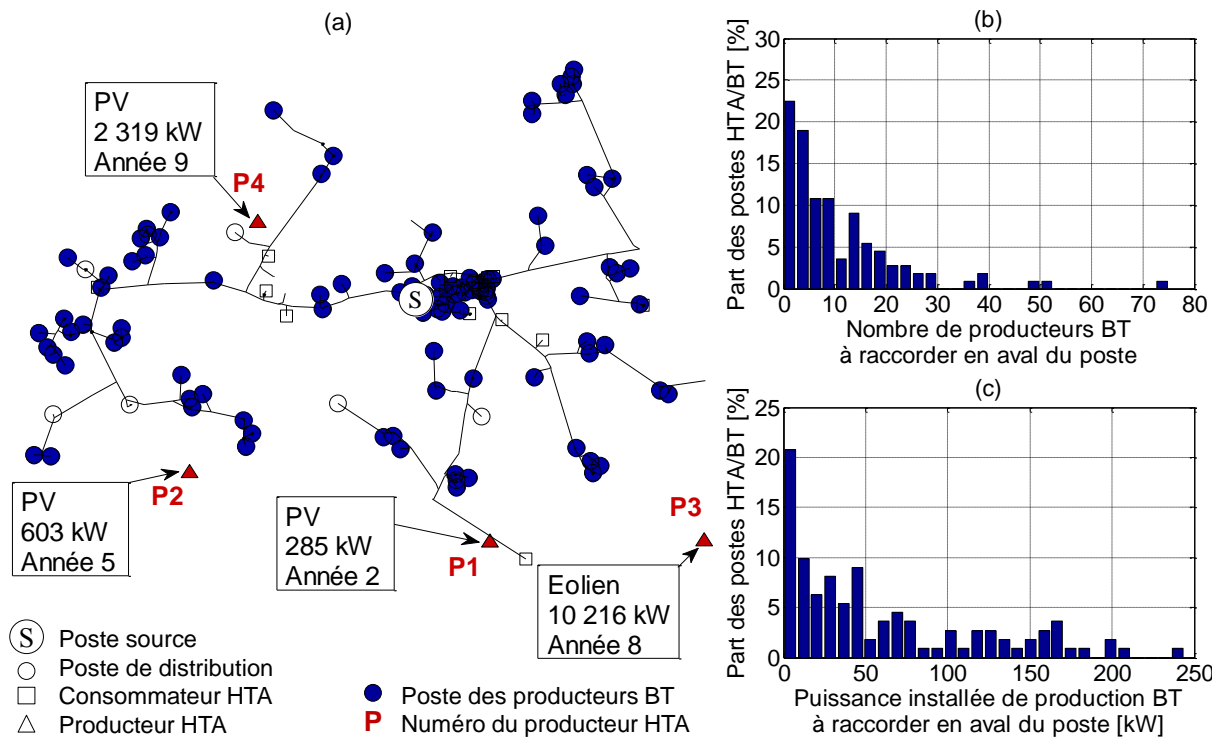 (a)
PV
2 319 kW
Année 9
P4
S
P2
PV
603 kW
Année 5
PV
285 kW
Année 2
P1
P3
Eolien
10 216 kW
Année 8
S Poste source
Poste de distribution
Consommateur HTA
Producteur HTA
Poste des producteurs BT
P Numéro du producteur HTA
(b)
Part des postes HTA/BT [%]
30
25
20
15
10
5
0
0 10 20 30 40 50 60 70 80
Nombre de producteurs BT
à raccorder en aval du poste
(c)
Part des postes HTA/BT [%]
25
20
15
10
5
0
0 50 100 150 200 250
Puissance installée de production BT
à raccorder en aval du poste [kW]